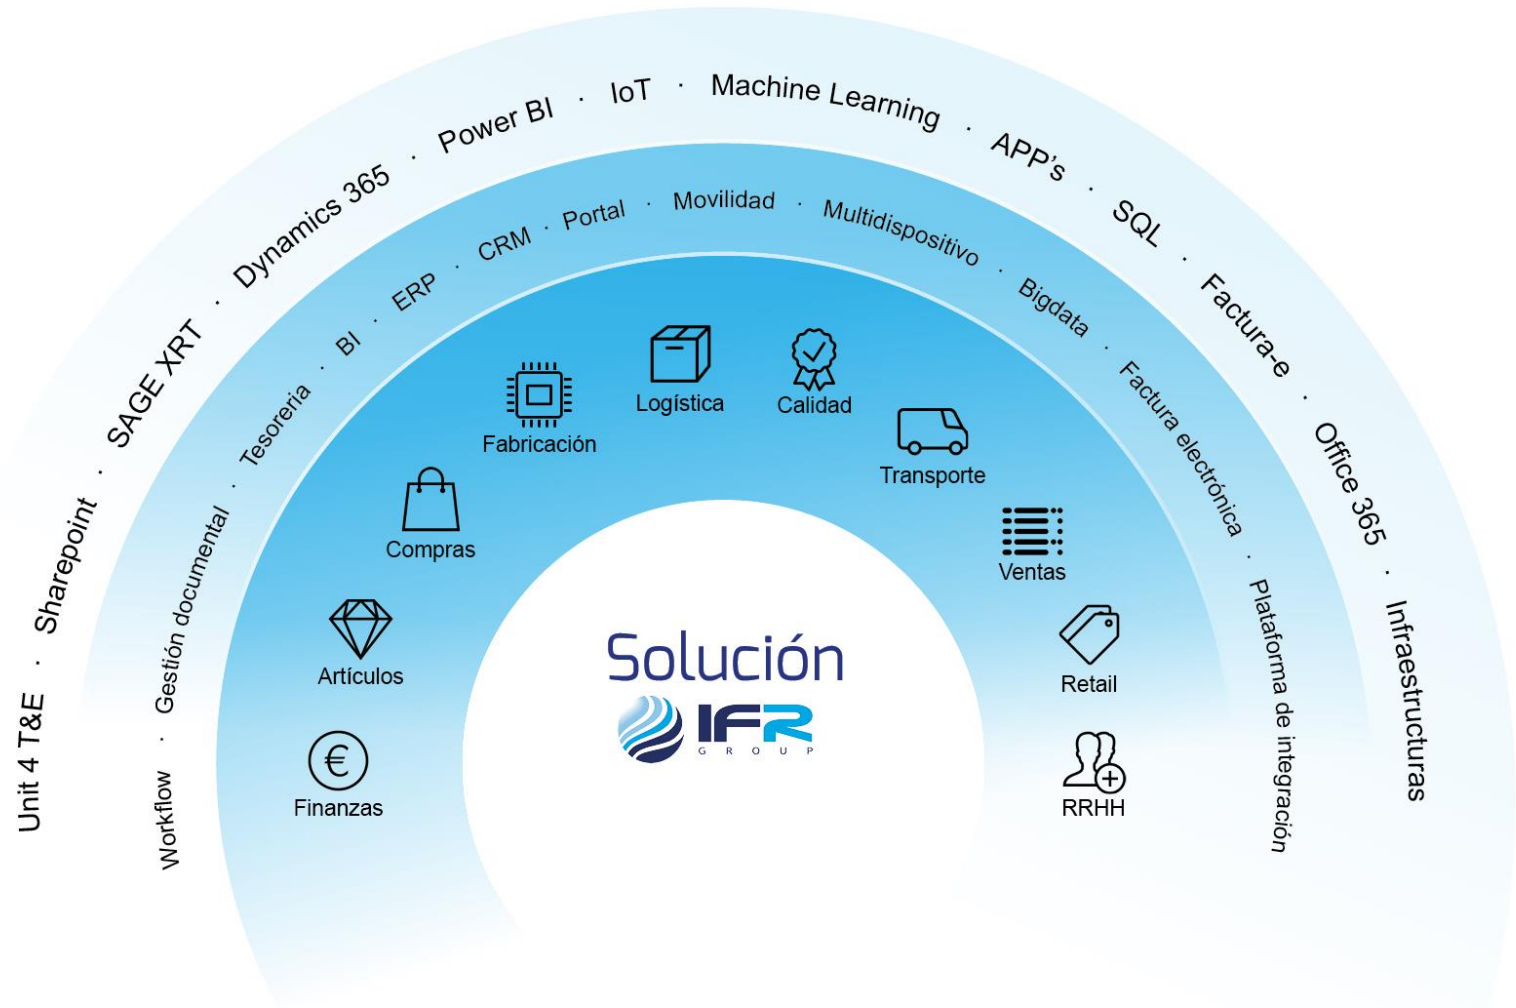 Unit 4 T&E · Sharepoint · SAGE XRT · Dynamics 365 · Power BI · IoT · Machine Learning · APP's · SQL · Factura-e · Office 365 · Infraestructuras
Workflow · Gestión documental · Tesoreria · BI · ERP · CRM · Portal · Movilidad · Multidispositivo · Bigdata · Factura electrónica · Plataforma de integración
Finanzas
Artículos
Compras
Fabricación
Logística
Calidad
Transporte
Ventas
Retail
RRHH
Solución
IFR
GROUP